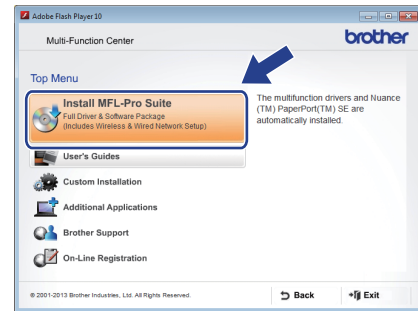 Adobe Flash Player 10
Multi-Function Center
brother
Top Menu
Install MFL-Pro Suite
Full Driver & Software Package
(Includes Wireless & Wired Network Setup)
The multifunction drivers and Nuance
(TM) PaperPort(TM) SE are
automatically installed.
User's Guides
Custom Installation
Additional Applications
Brother Support
On-Line Registration
© 2001-2013 Brother Industries, Ltd. All Rights Reserved.
Back
Exit